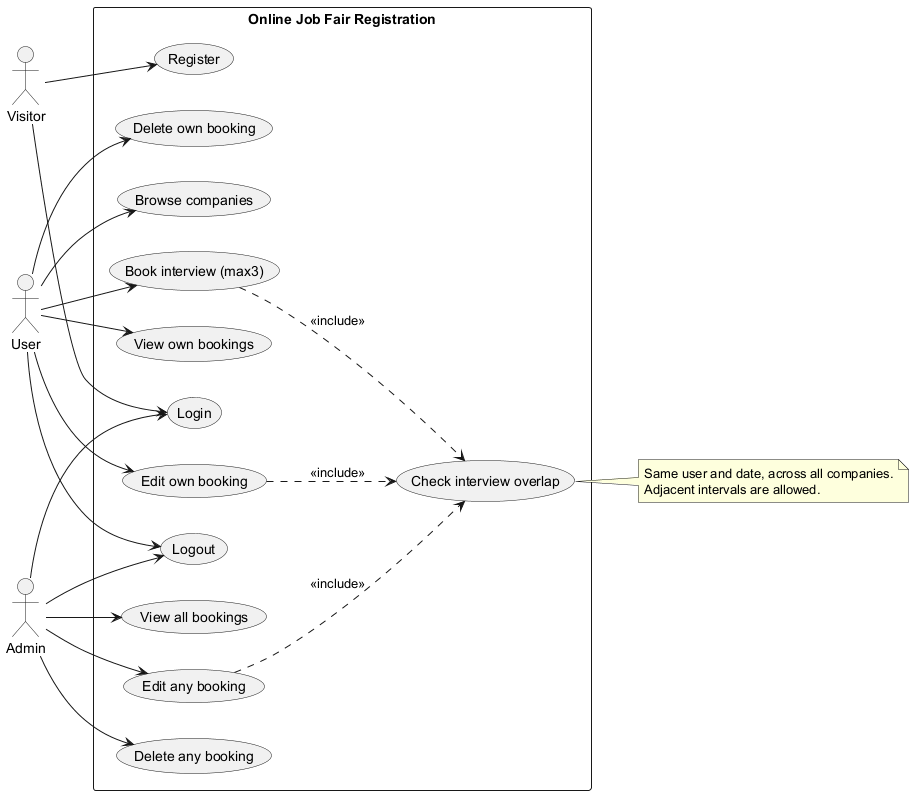 Online Job Fair Registration
Register
Visitor
Delete own booking
Browse companies
Book interview (max3)
«include»
User
View own bookings
Login
Edit own booking
«include»
Check interview overlap
Same user and date, across all companies.
Adjacent intervals are allowed.
Logout
«include»
View all bookings
Admin
Edit any booking
Delete any booking